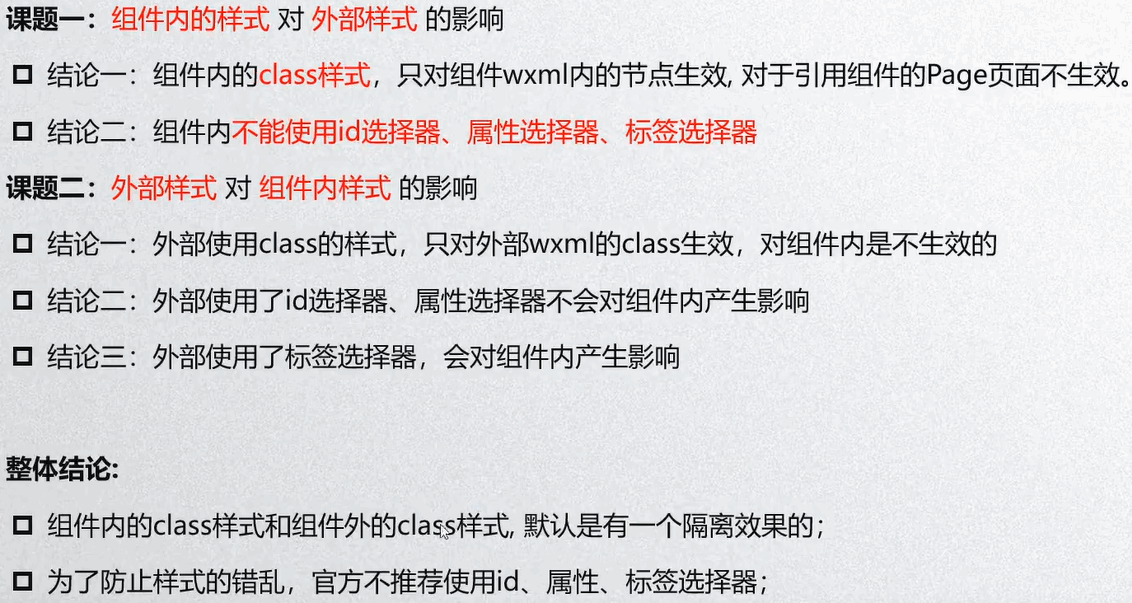 课题一：组件内的样式 对 外部样式 的影响
结论一：组件内的class样式，只对组件wxml内的节点生效, 对于引用组件的Page页面不生效。
结论二：组件内不能使用id选择器、属性选择器、标签选择器
课题二：外部样式 对 组件内样式 的影响
结论一：外部使用class的样式，只对外部wxml的class生效，对组件内是不生效的
结论二：外部使用了id选择器、属性选择器不会对组件内产生影响
结论三：外部使用了标签选择器，会对组件内产生影响
整体结论:
组件内的class样式和组件外的class样式, 默认是有一个隔离效果的；
为了防止样式的错乱，官方不推荐使用id、属性、标签选择器；